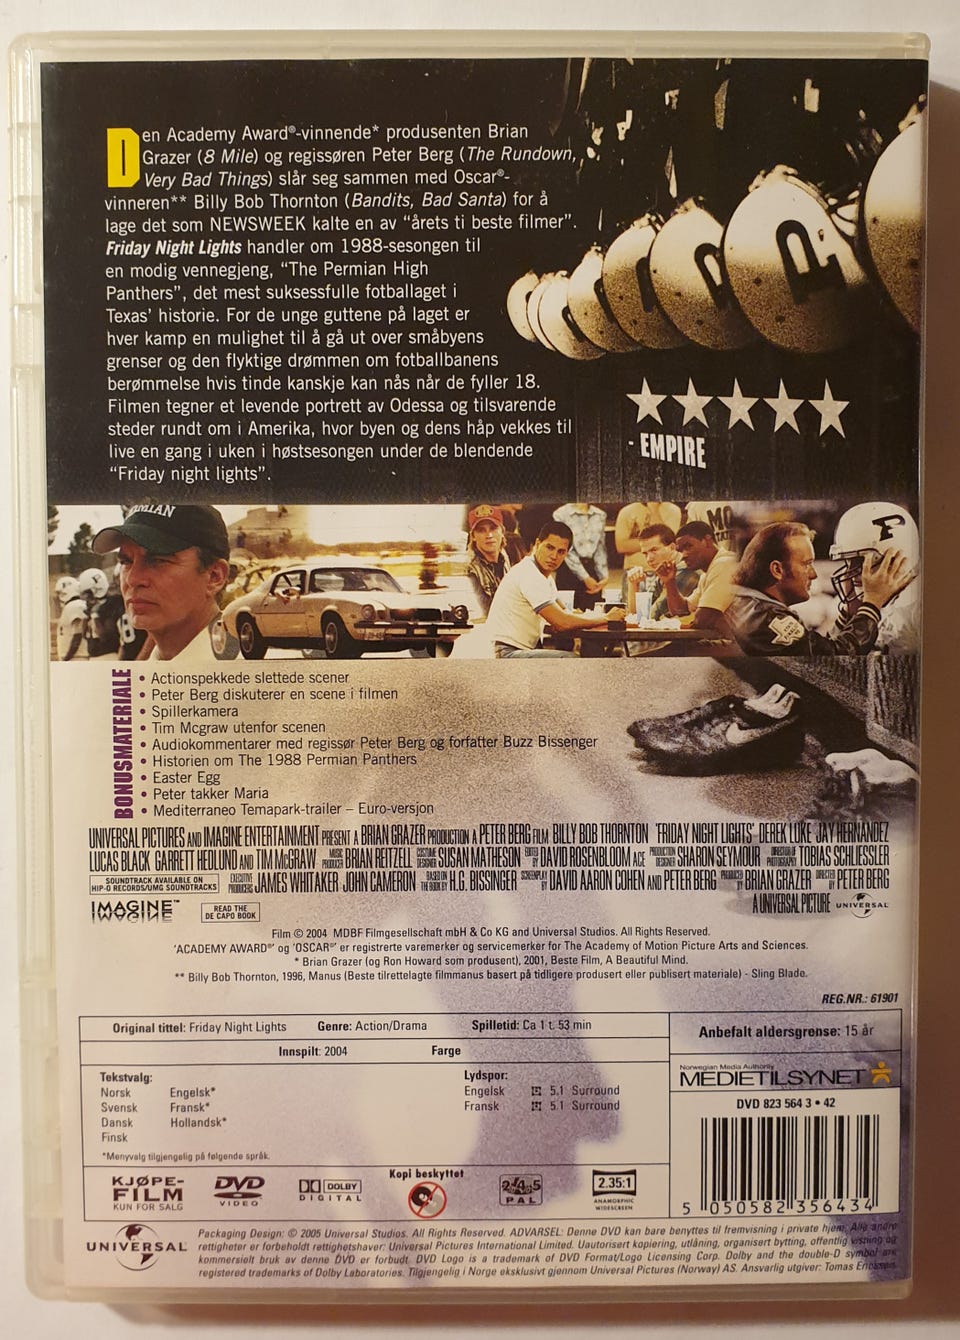 Den Academy Award®-vinnende* produsenten Brian
Grazer (8 Mile) og regissøren Peter Berg (The Rundown,
Very Bad Things) slår seg sammen med Oscar®-
vinneren** Billy Bob Thornton (Bandits, Bad Santa) for å
lage det som NEWSWEEK kalte en av “årets ti beste filmer”.
Friday Night Lights handler om 1988-sesongen til
en modig vennegjeng, “The Permian High
Panthers”, det mest suksessfulle fotballaget i
Texas’ historie. For de unge guttene på laget er
hver kamp en mulighet til å gå ut over småbyens
grenser og den flyktige drømmen om fotballbanens
berømmelse hvis tinde kanskje kan nås når de fyller 18.
Filmen tegner et levende portrett av Odessa og tilsvarende
steder rundt om i Amerika, hvor byen og dens håp vekkes til
live en gang i uken i høstsesongen under de blendende
“Friday night lights”.
- EMPIRE
BONUSMATERIALE
• Actionspekkede slettede scener
• Peter Berg diskuterer en scene i filmen
• Spillerkamera
• Tim Mcgraw utenfor scenen
• Audiokommentarer med regissør Peter Berg og forfatter Buzz Bissenger
• Historien om The 1988 Permian Panthers
• Easter Egg
• Peter takker Maria
• Mediterraneo Temapark-trailer – Euro-versjon
UNIVERSAL PICTURES AND IMAGINE ENTERTAINMENT PRESENT A BRIAN GRAZER PRODUCTION A PETER BERG FILM BILLY BOB THORNTON 'FRIDAY NIGHT LIGHTS' DEREK LUKE JAY HERNANDEZ
LUCAS BLACK GARRETT HEDLUND AND TIM McGRAW MUSIC PRODUCER BRIAN REITZELL COSTUME DESIGNER SUSAN MATHESON EDITED BY DAVID ROSENBLOOM ACE PRODUCTION DESIGNER SHARON SEYMOUR DIRECTOR OF PHOTOGRAPHY TOBIAS SCHLIESSLER
SOUNDTRACK AVAILABLE ON
HIP-O RECORDS/UMG SOUNDTRACKS
EXECUTIVE PRODUCERS JAMES WHITAKER JOHN CAMERON BASED ON THE BOOK BY H.G. BISSINGER SCREENPLAY BY DAVID AARON COHEN AND PETER BERG PRODUCED BY BRIAN GRAZER DIRECTED BY PETER BERG
IMAGINE™
READ THE
DE CAPO BOOK
A UNIVERSAL PICTURE UNIVERSAL
Film © 2004 MDBF Filmgesellschaft mbH & Co KG and Universal Studios. All Rights Reserved.
'ACADEMY AWARD®' og 'OSCAR®' er registrerte varemerker og servicemerker for The Academy of Motion Picture Arts and Sciences.
* Brian Grazer (og Ron Howard som produsent), 2001, Beste Film, A Beautiful Mind.
** Billy Bob Thornton, 1996, Manus (Beste tilrettelagte filmmanus basert på tidligere produsert eller publisert materiale) - Sling Blade.
REG.NR.: 61901
Original tittel: Friday Night Lights Genre: Action/Drama Spilletid: Ca 1 t. 53 min
Innspilt: 2004 Farge
Anbefalt aldersgrense: 15 år
Norwegian Media Authority
MEDIETILSYNET
Tekstvalg:
Norsk Engelsk*
Svensk Fransk*
Dansk Hollandsk*
Finsk
*Menyvalg tilgjengelig på følgende språk.
Lydspor:
Engelsk 5.1 Surround
Fransk 5.1 Surround
DVD 823 564 3 • 42
5 050582 356434
KJØPE-
FILM
KUN FOR SALG
DVD
VIDEO
DOLBY
DIGITAL
Kopi beskyttet
2.4.5
PAL
2.35:1
ANAMORPHIC
WIDESCREEN
UNIVERSAL
Packaging Design: © 2005 Universal Studios. All Rights Reserved. ADVARSEL: Denne DVD kan bare benyttes til fremvisning i private hjem. Alle andre
rettigheter er forbeholdt rettighetshaver: Universal Pictures International Limited. Uautorisert kopiering, utlåning, organisert bytting, offentlig visning og
kommersielt bruk av denne DVD er forbudt. DVD Logo is a trademark of DVD Format/Logo Licensing Corp. Dolby and the double-D symbol are
registered trademarks of Dolby Laboratories. Tilgjengelig i Norge eksklusivt gjennom Universal Pictures (Norway) AS. Ansvarlig utgiver: Tomas